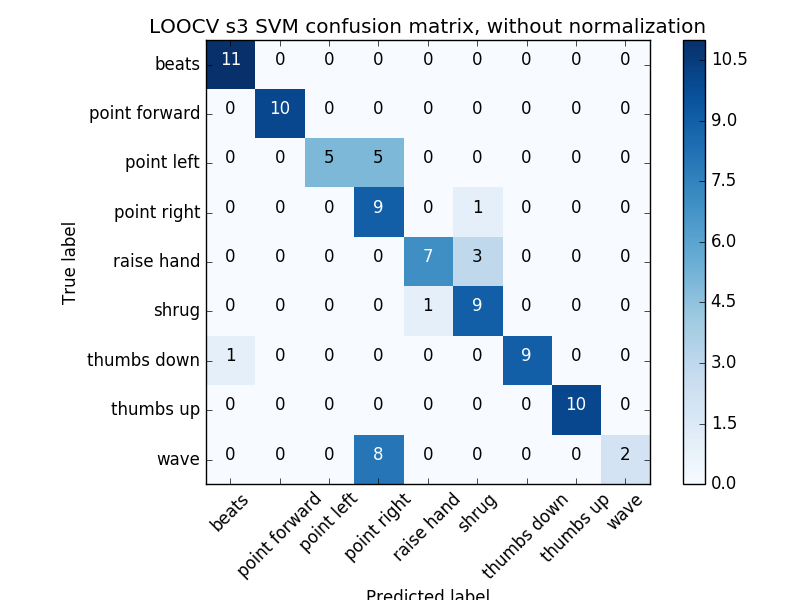 LOOCV s3 SVM confusion matrix, without normalization
beats 11 0 0 0 0 0 0 0 0
point forward 0 10 0 0 0 0 0 0 0
point left 0 0 5 5 0 0 0 0 0
point right 0 0 0 9 0 1 0 0 0
raise hand 0 0 0 0 7 3 0 0 0
shrug 0 0 0 0 1 9 0 0 0
thumbs down 1 0 0 0 0 0 9 0 0
thumbs up 0 0 0 0 0 0 0 10 0
wave 0 0 0 8 0 0 0 0 2
True label
beats
point forward
point left
point right
raise hand
shrug
thumbs down
thumbs up
wave
Predicted label
10.5
9.0
7.5
6.0
4.5
3.0
1.5
0.0